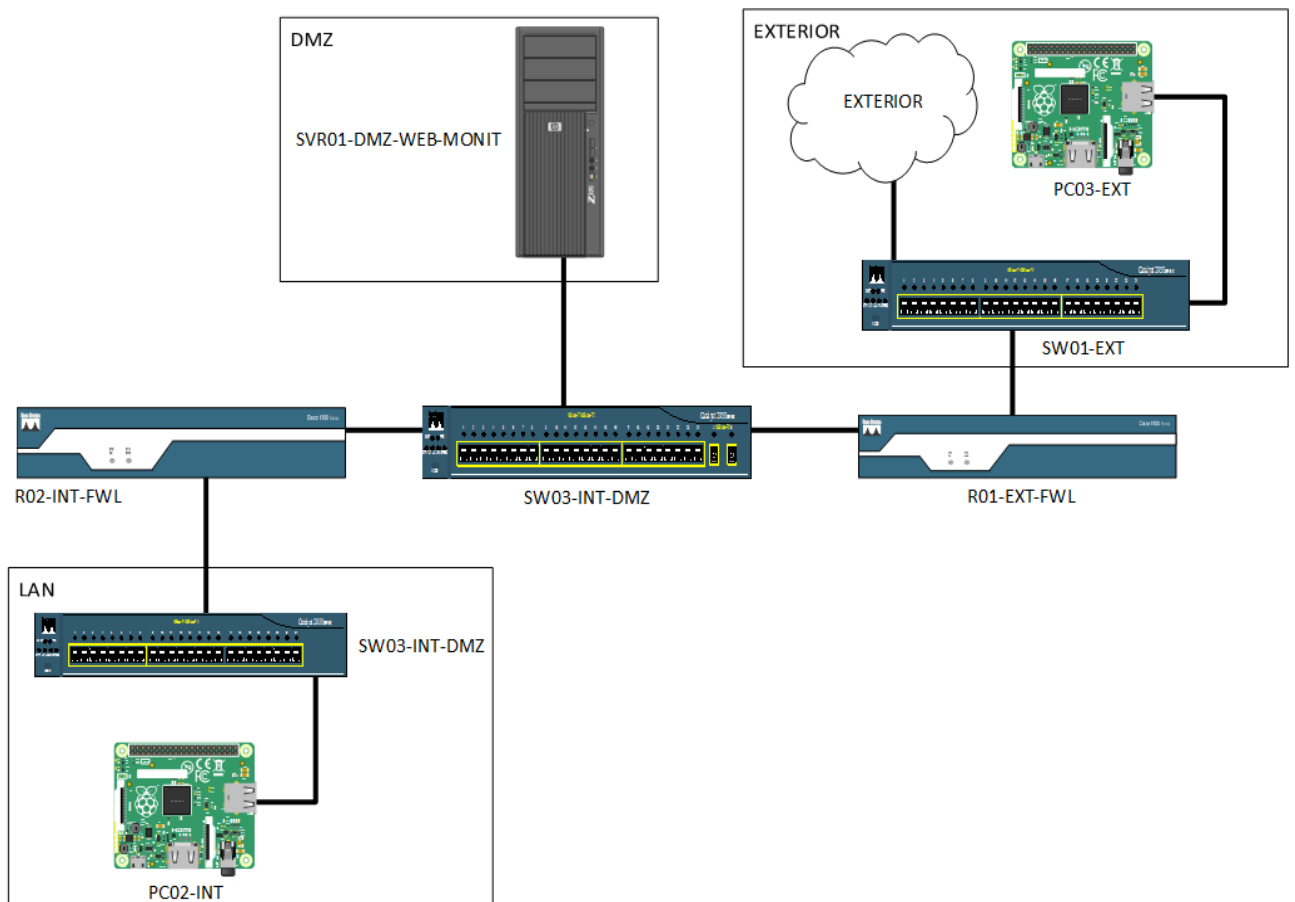 DMZ
SVR01-DMZ-WEB-MONIT
EXTERIOR
EXTERIOR
PC03-EXT
SW01-EXT
R02-INT-FWL
SW03-INT-DMZ
R01-EXT-FWL
LAN
SW03-INT-DMZ
PC02-INT